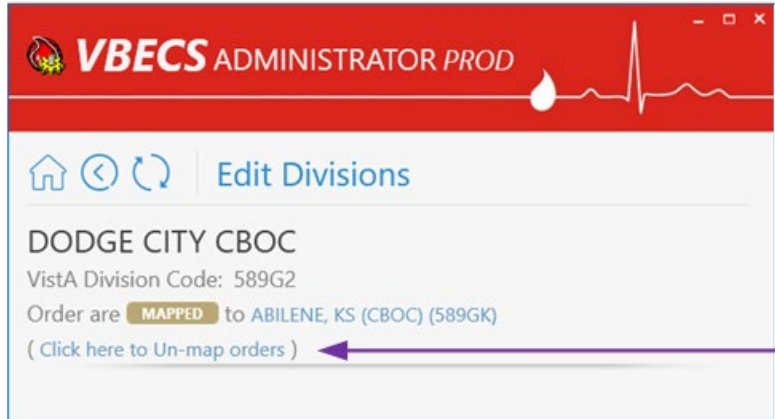 VBECS ADMINISTRATOR PROD
Edit Divisions
DODGE CITY CBOC
VistA Division Code: 589G2
Order are MAPPED to ABILENE, KS (CBOC) (589GK)
( Click here to Un-map orders )